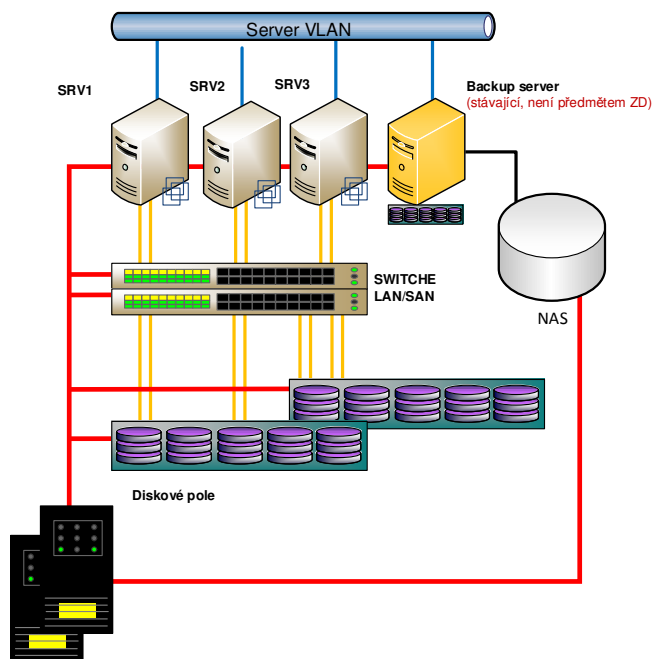 Server VLAN
SRV1
SRV2
SRV3
Backup server
(stávající, není předmětem ZD)
SWITCHE
LAN/SAN
NAS
Diskové pole